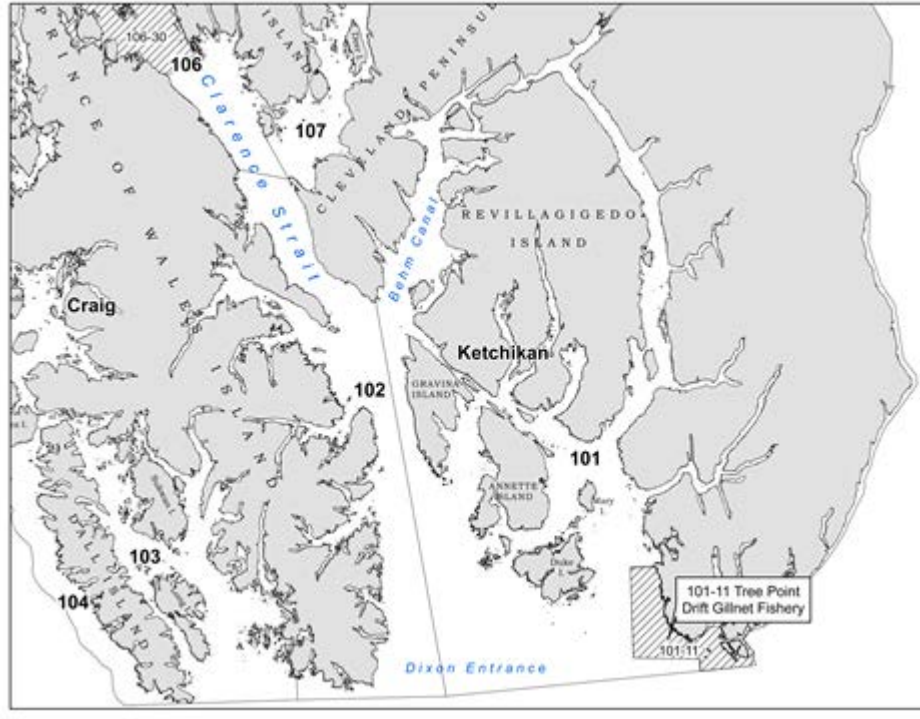 106-30
ISLAND
106
107
Clarence Strait
CLEVELAND PENINSUL
PRINCE OF WALES ISLAND
REVILLAGIGEDO
ISLAND
Behm Canal
Craig
Ketchikan
102
GRAVINA
ISLAND
101
ANNETTE
ISLAND
Mary
Duke
I.
103
104
DALL ISLAND
101-11 Tree Point
Drift Gillnet Fishery
101-11
Dixon Entrance